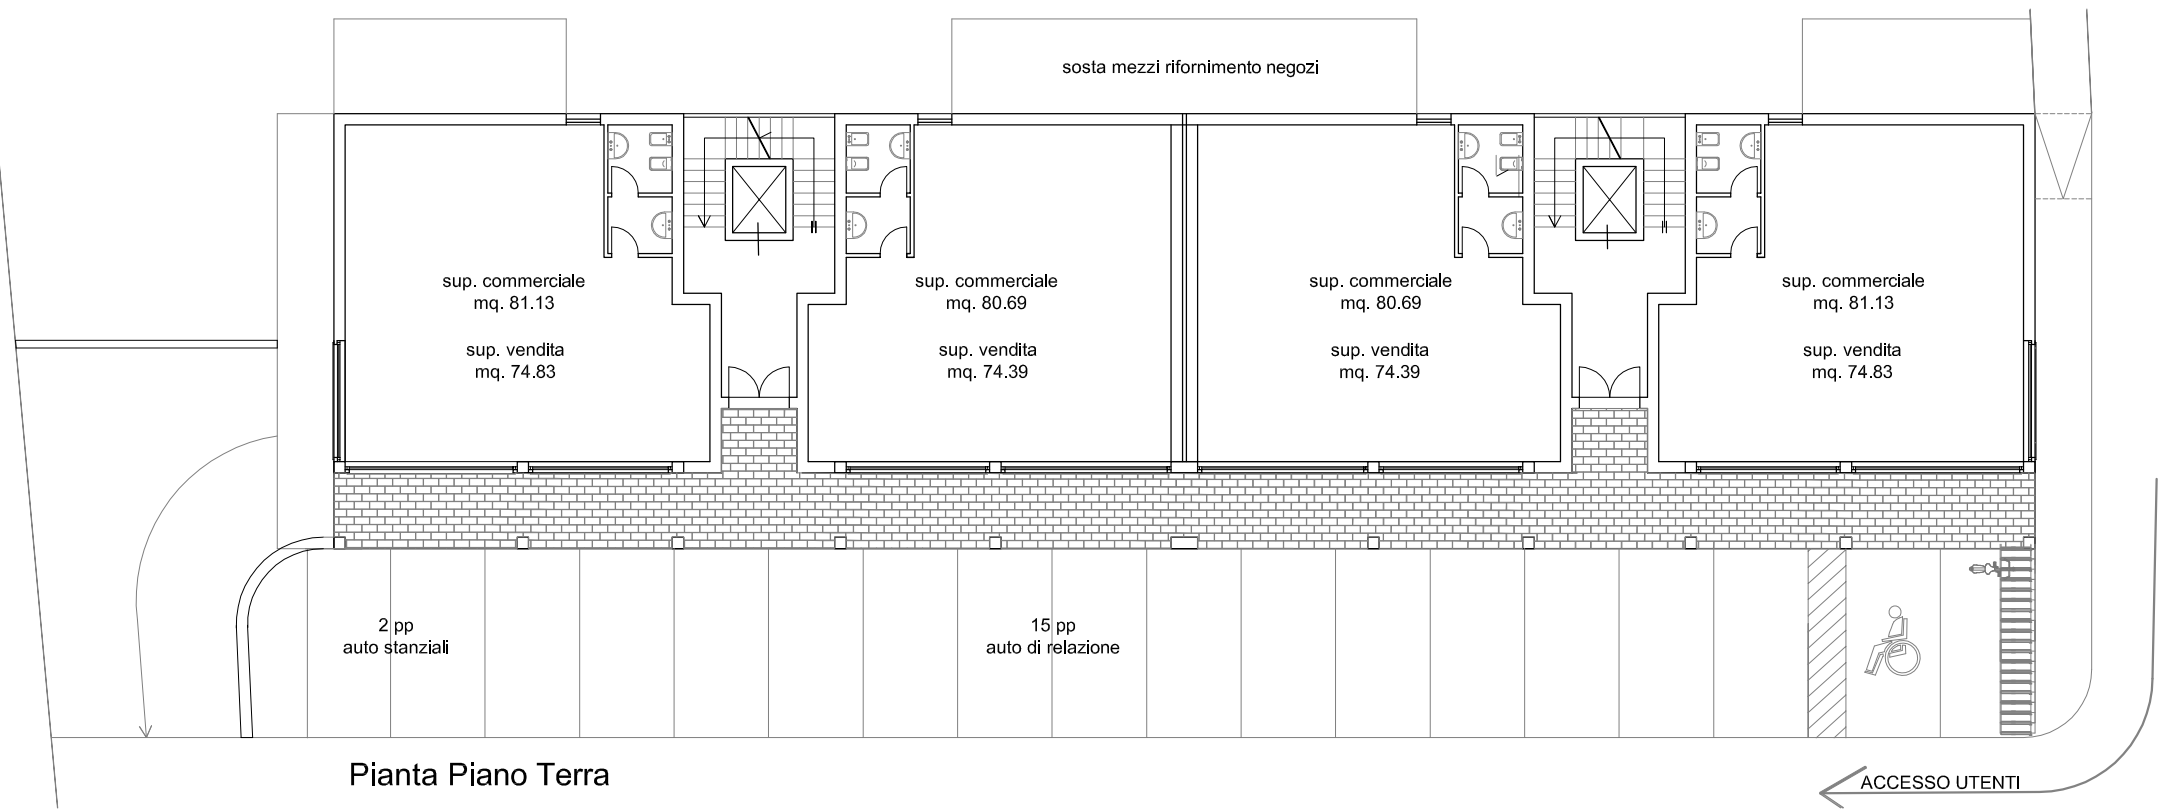 sosta mezzi rifornimento negozi
sup. commerciale
mq. 81.13
sup. vendita
mq. 74.83
sup. commerciale
mq. 80.69
sup. vendita
mq. 74.39
sup. commerciale
mq. 80.69
sup. vendita
mq. 74.39
sup. commerciale
mq. 81.13
sup. vendita
mq. 74.83
2 pp
auto stanziali
15 pp
auto di relazione
Pianta Piano Terra
ACCESSO UTENTI